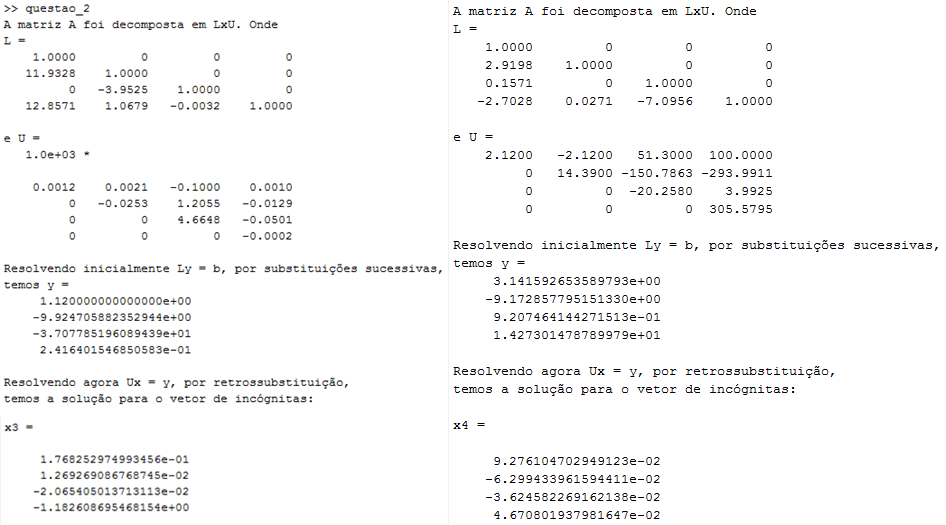 >> questao_2
A matriz A foi decomposta em LxU. Onde
L =
1.0000 0 0 0
11.9328 1.0000 0 0
0 -3.9525 1.0000 0
12.8571 1.0679 -0.0032 1.0000
e U =
1.0e+03 *
0.0012 0.0021 -0.1000 0.0010
0 -0.0253 1.2055 -0.0129
0 0 4.6648 -0.0501
0 0 0 -0.0002
Resolvendo inicialmente Ly = b, por substituições sucessivas,
temos y =
1.120000000000000e+00
-9.924705882352944e+00
-3.707785196089439e+01
2.416401546850583e-01
Resolvendo agora Ux = y, por retrossubstituição,
temos a solução para o vetor de incógnitas:
x3 =
1.768252974993456e-01
1.269269086768745e-02
-2.065405013713113e-02
-1.182608695468154e+00
A matriz A foi decomposta em LxU. Onde
L =
1.0000 0 0 0
2.9198 1.0000 0 0
0.1571 0 1.0000 0
-2.7028 0.0271 -7.0956 1.0000
e U =
2.1200 -2.1200 51.3000 100.0000
0 14.3900 -150.7863 -293.9911
0 0 -20.2580 3.9925
0 0 0 305.5795
Resolvendo inicialmente Ly = b, por substituições sucessivas,
temos y =
3.141592653589793e+00
-9.172857795151330e+00
9.207464144271513e-01
1.427301478789979e+01
Resolvendo agora Ux = y, por retrossubstituição,
temos a solução para o vetor de incógnitas:
x4 =
9.276104702949123e-02
-6.299433961594411e-02
-3.624582269162138e-02
4.670801937981647e-02